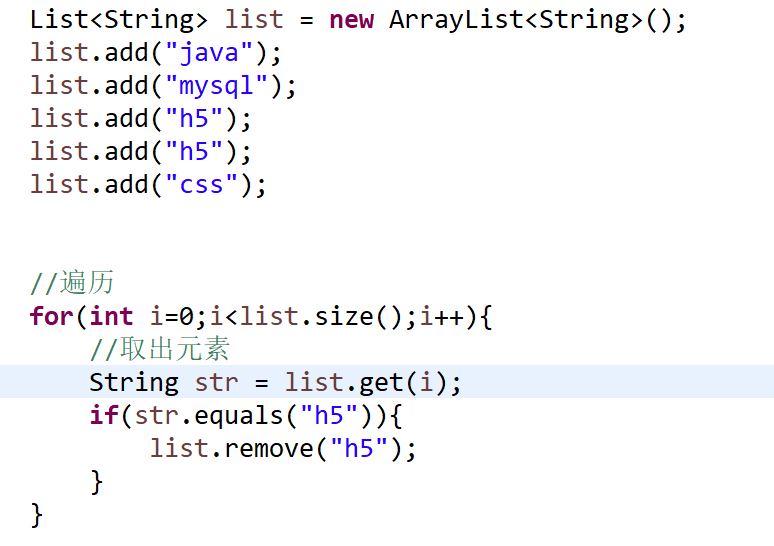 List<String> list = new ArrayList<String>();
list.add("java");
list.add("mysql");
list.add("h5");
list.add("h5");
list.add("css");
//遍历
for(int i=0;i<list.size();i++){
    //取出元素
    String str = list.get(i);
    if(str.equals("h5")){
        list.remove("h5");
    }
}